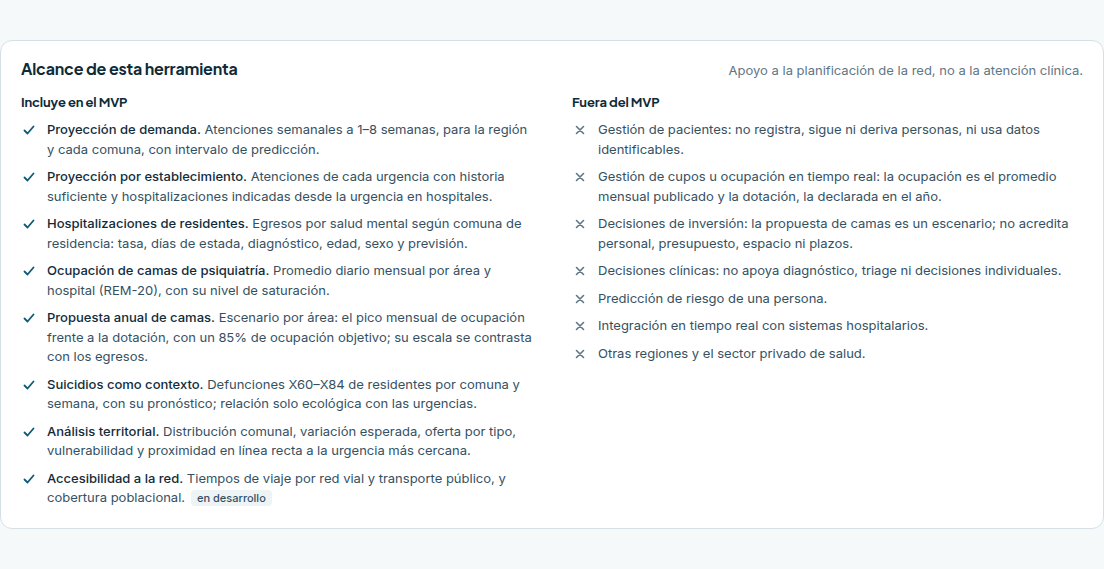 Alcance de esta herramienta
Apoyo a la planificación de la red, no a la atención clínica.
Incluye en el MVP
Proyección de demanda. Atenciones semanales a 1–8 semanas, para la región
y cada comuna, con intervalo de predicción.
Proyección por establecimiento. Atenciones de cada urgencia con historia
suficiente y hospitalizaciones indicadas desde la urgencia en hospitales.
Hospitalizaciones de residentes. Egresos por salud mental según comuna de
residencia: tasa, días de estada, diagnóstico, edad, sexo y previsión.
Ocupación de camas de psiquiatría. Promedio diario mensual por área y
hospital (REM-20), con su nivel de saturación.
Propuesta anual de camas. Escenario por área: el pico mensual de ocupación
frente a la dotación, con un 85% de ocupación objetivo; su escala se contrasta
con los egresos.
Suicidios como contexto. Defunciones X60–X84 de residentes por comuna y
semana, con su pronóstico; relación solo ecológica con las urgencias.
Análisis territorial. Distribución comunal, variación esperada, oferta por tipo,
vulnerabilidad y proximidad en línea recta a la urgencia más cercana.
Accesibilidad a la red. Tiempos de viaje por red vial y transporte público, y
cobertura poblacional. en desarrollo
Fuera del MVP
Gestión de pacientes: no registra, sigue ni deriva personas, ni usa datos
identificables.
Gestión de cupos u ocupación en tiempo real: la ocupación es el promedio
mensual publicado y la dotación, la declarada en el año.
Decisiones de inversión: la propuesta de camas es un escenario; no acredita
personal, presupuesto, espacio ni plazos.
Decisiones clínicas: no apoya diagnóstico, triage ni decisiones individuales.
Predicción de riesgo de una persona.
Integración en tiempo real con sistemas hospitalarios.
Otras regiones y el sector privado de salud.